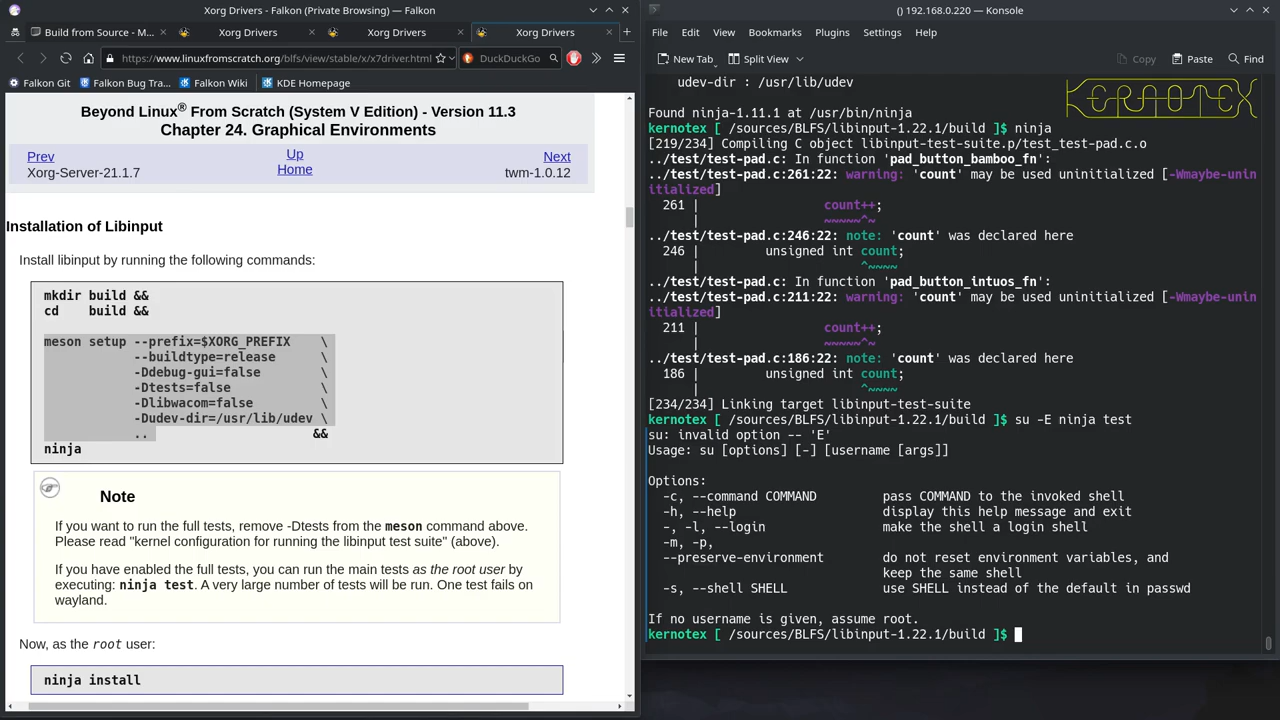 Xorg Drivers - Falkon (Private Browsing) — Falkon
Build from Source - M...
Xorg Drivers
Xorg Drivers
Xorg Drivers
https://www.linuxfromscratch.org/blfs/view/stable/x/x7driver.html
DuckDuckGo
Falkon Git
Falkon Bug Tra...
Falkon Wiki
KDE Homepage
Beyond Linux® From Scratch (System V Edition) - Version 11.3
Chapter 24. Graphical Environments
Prev
Up
Next
Xorg-Server-21.1.7
Home
twm-1.0.12
Installation of Libinput
Install libinput by running the following commands:
mkdir build &&
cd    build &&
meson setup --prefix=$XORG_PREFIX    \
            --buildtype=release      \
            -Ddebug-gui=false        \
            -Dtests=false            \
            -Dlibwacom=false         \
            -Dudev-dir=/usr/lib/udev \
            ..                      &&
ninja
Note
If you want to run the full tests, remove -Dtests from the meson command above.
Please read "kernel configuration for running the libinput test suite" (above).
If you have enabled the full tests, you can run the main tests as the root user by
executing: ninja test. A very large number of tests will be run. One test fails on
wayland.
Now, as the root user:
ninja install
() 192.168.0.220 — Konsole
File Edit View Bookmarks Plugins Settings Help
New Tab Split View Copy Paste Find
KERNOTEX
    udev-dir : /usr/lib/udev
Found ninja-1.11.1 at /usr/bin/ninja
kernotex [ /sources/BLFS/libinput-1.22.1/build ]$ ninja
[219/234] Compiling C object libinput-test-suite.p/test_test-pad.c.o
../test/test-pad.c: In function 'pad_button_bamboo_fn':
../test/test-pad.c:261:22: warning: 'count' may be used uninitialized [-Wmaybe-unin
itialized]
  261 |                 count++;
      |                 ~~~~~^~
../test/test-pad.c:246:22: note: 'count' was declared here
  246 |         unsigned int count;
      |                      ^~~~~
../test/test-pad.c: In function 'pad_button_intuos_fn':
../test/test-pad.c:211:22: warning: 'count' may be used uninitialized [-Wmaybe-unin
itialized]
  211 |                 count++;
      |                 ~~~~~^~
../test/test-pad.c:186:22: note: 'count' was declared here
  186 |         unsigned int count;
      |                      ^~~~~
[234/234] Linking target libinput-test-suite
kernotex [ /sources/BLFS/libinput-1.22.1/build ]$ su -E ninja test
su: invalid option -- 'E'
Usage: su [options] [-] [username [args]]
Options:
  -c, --command COMMAND         pass COMMAND to the invoked shell
  -h, --help                    display this help message and exit
  -, -l, --login                make the shell a login shell
  -m, -p,
  --preserve-environment        do not reset environment variables, and
                                keep the same shell
  -s, --shell SHELL             use SHELL instead of the default in passwd
If no username is given, assume root.
kernotex [ /sources/BLFS/libinput-1.22.1/build ]$